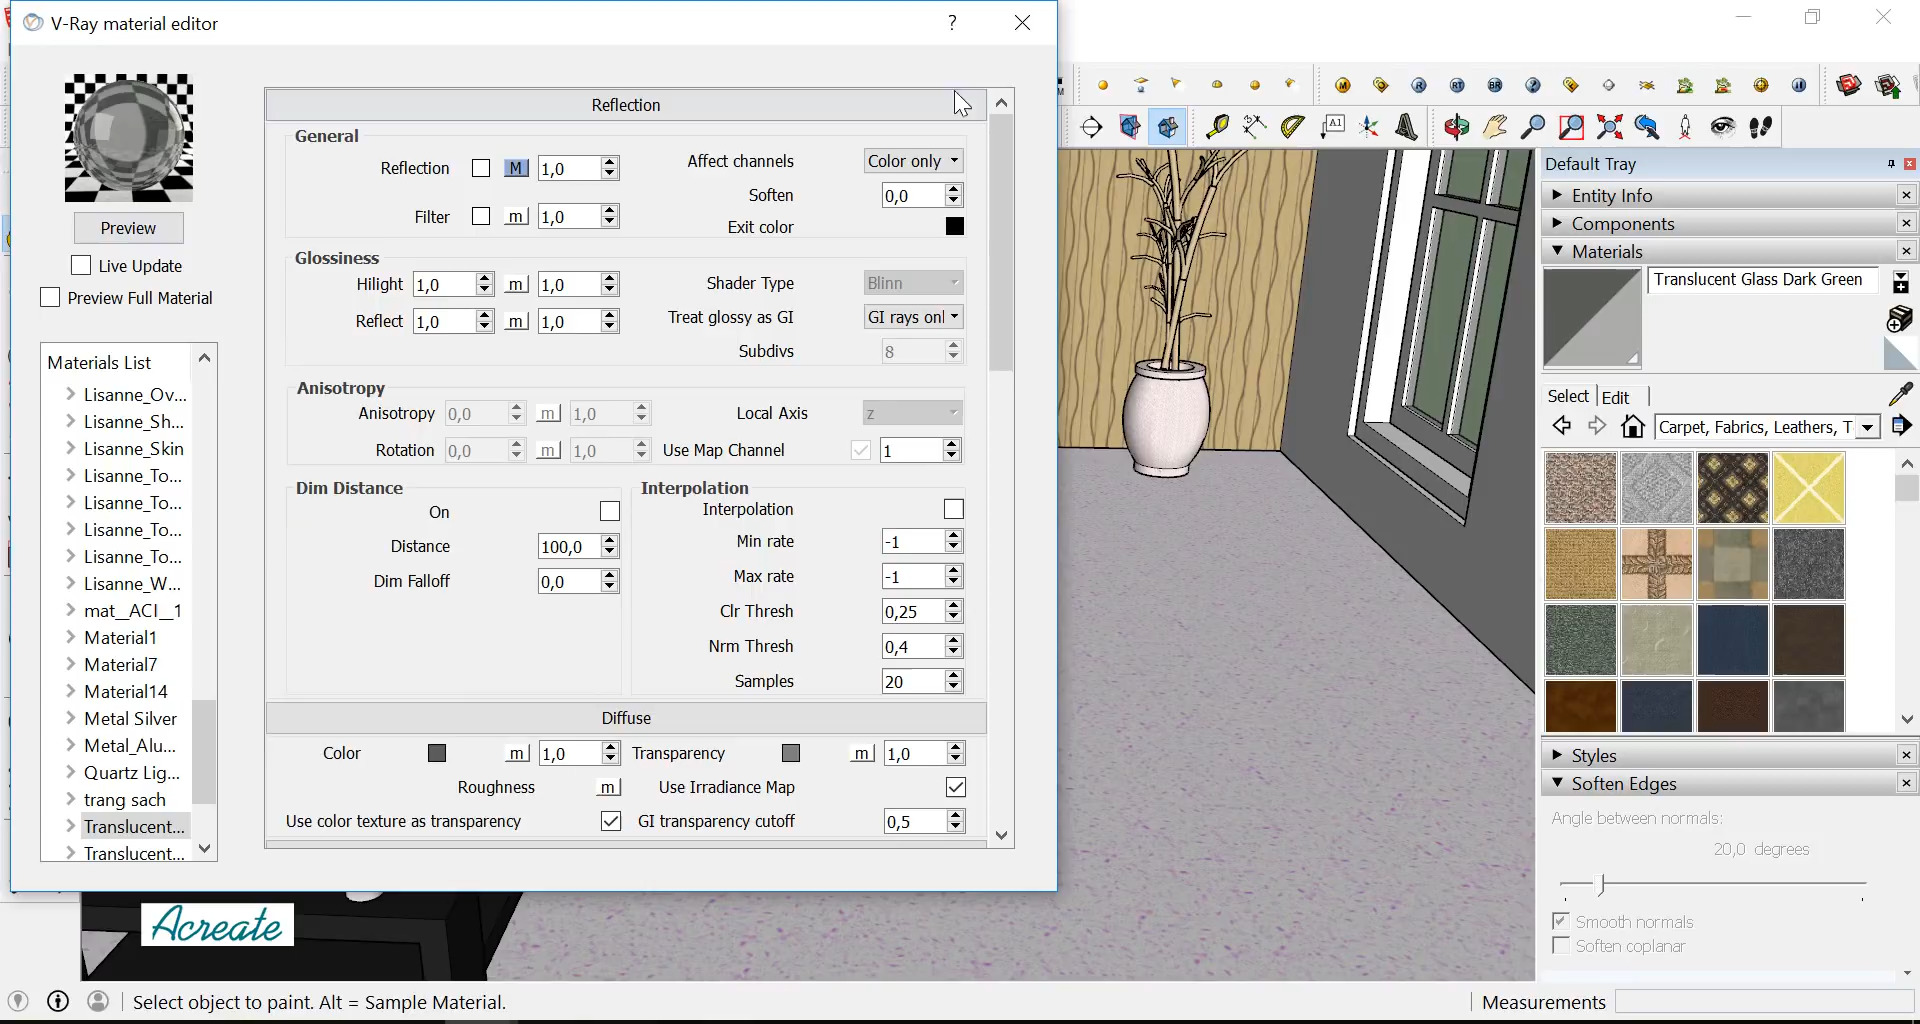 V-Ray material editor
?
Preview
Live Update
Preview Full Material
Materials List
Lisanne_Ov...
Lisanne_Sh...
Lisanne_Skin
Lisanne_To...
Lisanne_To...
Lisanne_To...
Lisanne_To...
Lisanne_W...
mat__ACI__1
Material1
Material7
Material14
Metal Silver
Metal_Alu...
Quartz Lig...
trang sach
Translucent...
Translucent...
Reflection
General
Reflection M 1,0 Affect channels Color only
Soften 0,0
Filter m 1,0 Exit color
Glossiness
Hilight 1,0 m 1,0 Shader Type Blinn
Reflect 1,0 m 1,0 Treat glossy as GI GI rays onl
Subdivs 8
Anisotropy
Anisotropy 0,0 m 1,0 Local Axis z
Rotation 0,0 m 1,0 Use Map Channel 1
Dim Distance Interpolation
On Interpolation
Distance 100,0 Min rate -1
Dim Falloff 0,0 Max rate -1
Clr Thresh 0,25
Nrm Thresh 0,4
Samples 20
Diffuse
Color m 1,0 Transparency m 1,0
Roughness m Use Irradiance Map
Use color texture as transparency GI transparency cutoff 0,5
M R RT BR
A1
Default Tray
Entity Info
Components
Materials
Translucent Glass Dark Green
Select Edit
Carpet, Fabrics, Leathers, T
Styles
Soften Edges
Angle between normals:
20,0 degrees
Smooth normals
Soften coplanar
Acreate
Select object to paint. Alt = Sample Material.
Measurements